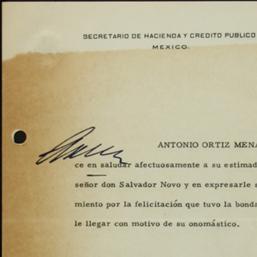 SECRETARIO DE HACIENDA Y CREDITO PUBLICO
MEXICO.
ANTONIO ORTIZ MENA
ce en saludar afectuosamente a su estimad
señor don Salvador Novo y en expresarle s
miento por la felicitación que tuvo la bonda
le llegar con motivo de su onomástico.